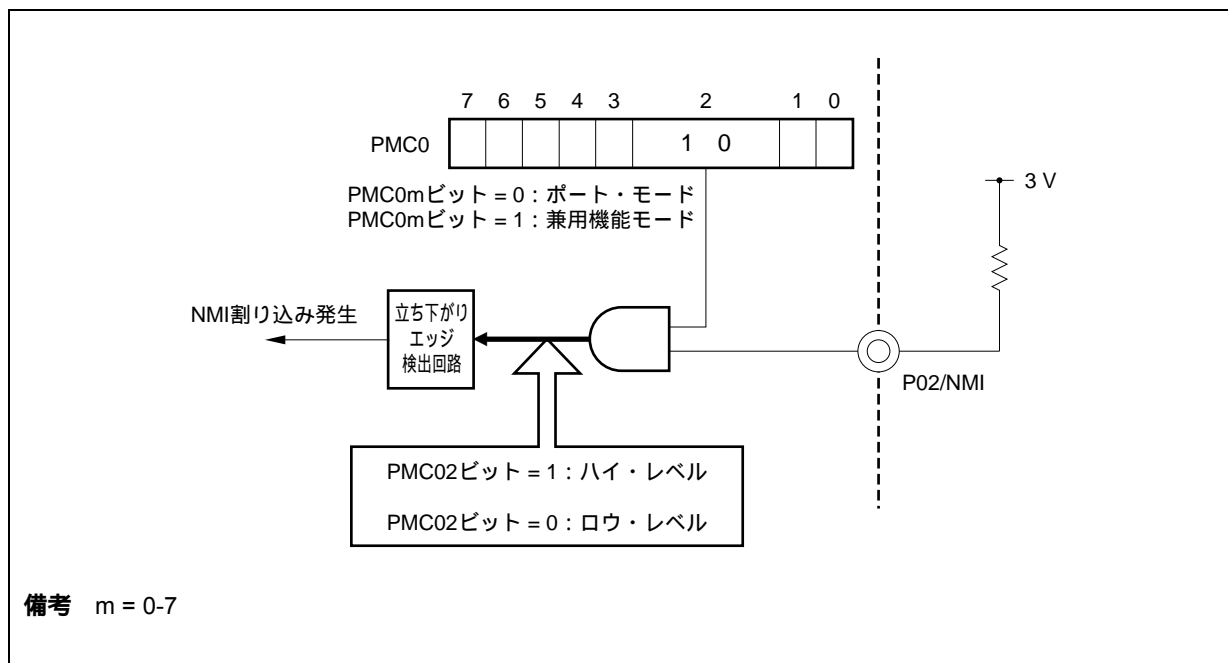 7 6 5 4 3 2 1 0
PMC0 1 0
PMC0mビット = 0 : ポート・モード
PMC0mビット = 1 : 兼用機能モード
3 V
NMI割り込み発生
立ち下がり
エッジ
検出回路
P02/NMI
PMC02ビット = 1 : ハイ・レベル
PMC02ビット = 0 : ロウ・レベル
備考 m = 0-7